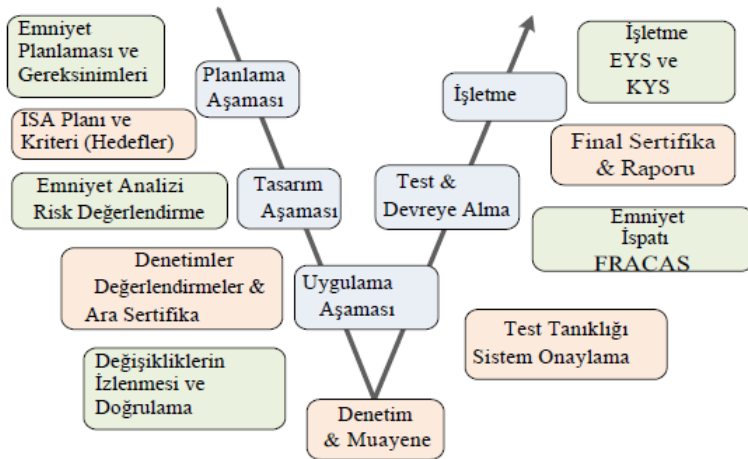 Emniyet
Planlaması ve
Gereksinimleri
Planlama
Aşaması
İşletme
İşletme
EYS ve
KYS
ISA Planı ve
Kriteri (Hedefler)
Final Sertifika
& Raporu
Emniyet Analizi
Risk Değerlendirme
Tasarım
Aşaması
Test &
Devreye Alma
Emniyet
İspatı
FRACAS
Denetimler
Değerlendirmeler &
Ara Sertifika
Uygulama
Aşaması
Test Tanıklığı
Sistem Onaylama
Değişikliklerin
İzlenmesi ve
Doğrulama
Denetim
& Muayene